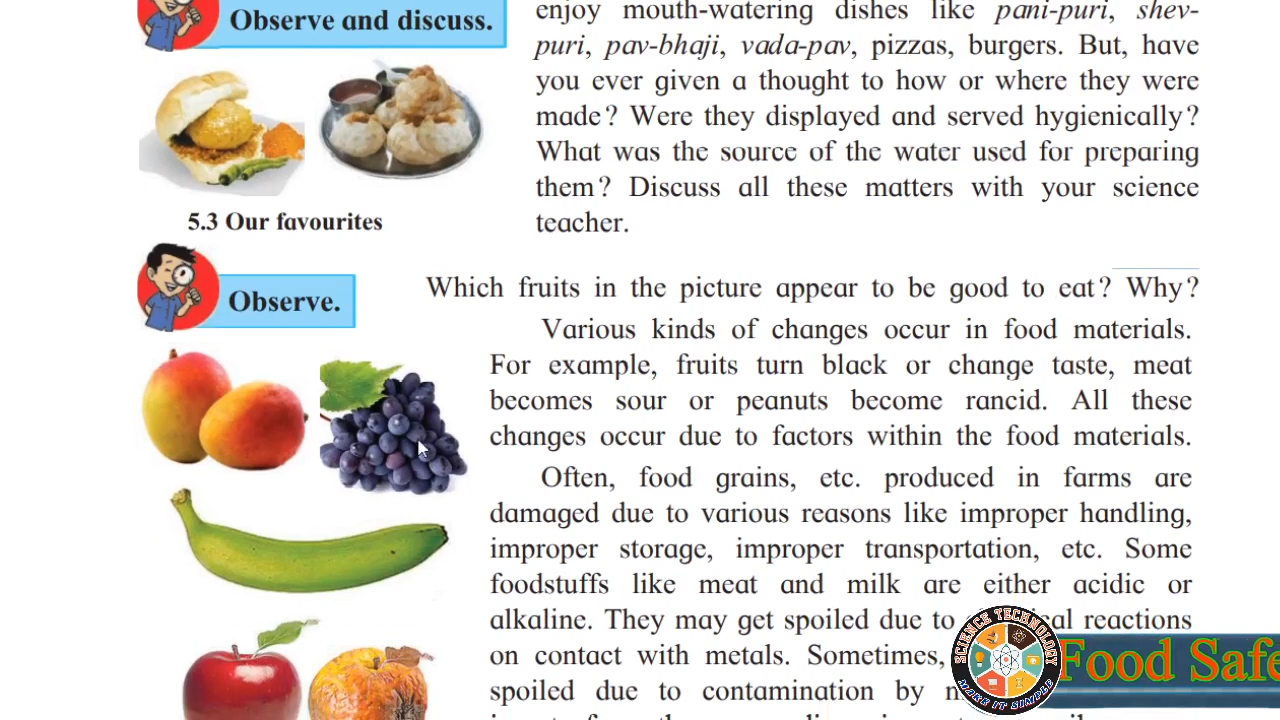 Observe and discuss.
enjoy mouth-watering dishes like pani-puri, shev-
puri, pav-bhaji, vada-pav, pizzas, burgers. But, have
you ever given a thought to how or where they were
made? Were they displayed and served hygienically?
What was the source of the water used for preparing
them? Discuss all these matters with your science
teacher.
5.3 Our favourites
Observe.
Which fruits in the picture appear to be good to eat? Why?
Various kinds of changes occur in food materials.
For example, fruits turn black or change taste, meat
becomes sour or peanuts become rancid. All these
changes occur due to factors within the food materials.
Often, food grains, etc. produced in farms are
damaged due to various reasons like improper handling,
improper storage, improper transportation, etc. Some
foodstuffs like meat and milk are either acidic or
alkaline. They may get spoiled due to reactions
on contact with metals. Sometimes,
spoiled due to contamination by
SCIENCE TECHNOLOGY
MAKE IT SIMPLE
Food Safe